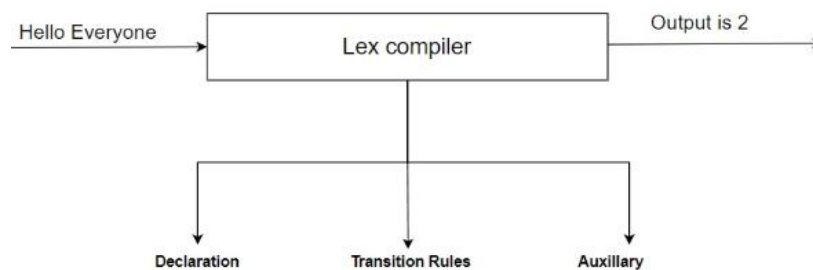 Hello Everyone
Lex compiler
Output is 2
Declaration
Transition Rules
Auxillary